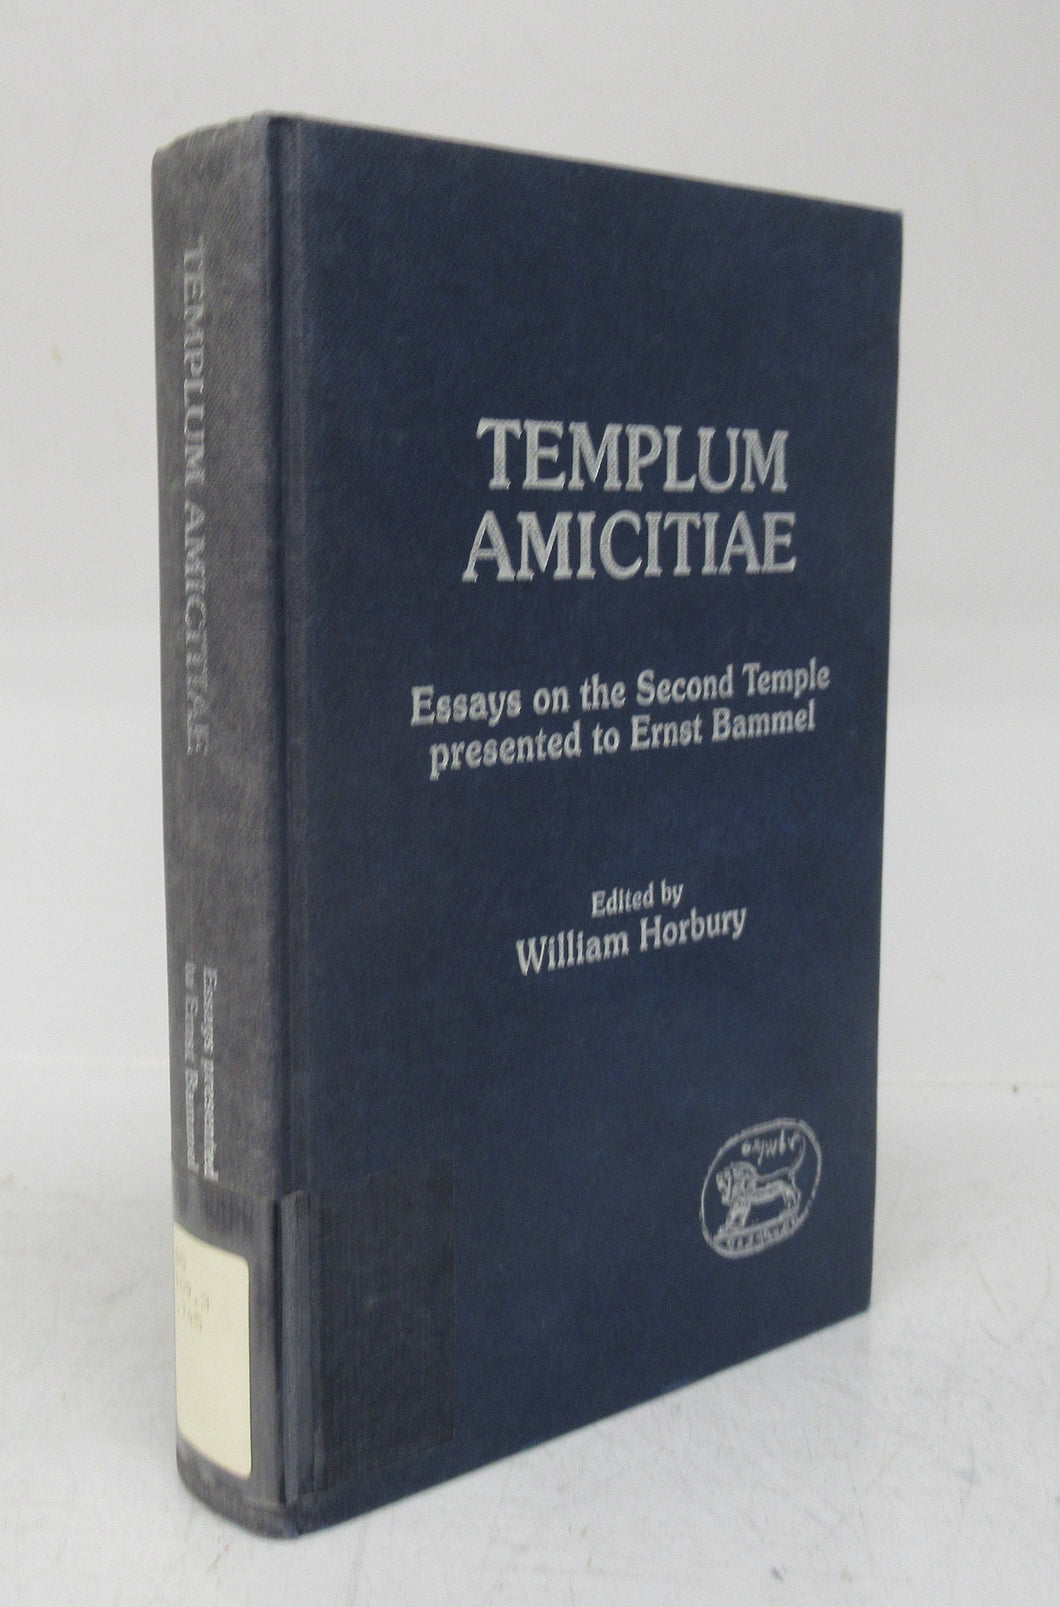 TEMPLUM AMICITIAE
Essays presented
to Ernst Bammel
TEMPLUM
AMICITIAE
Essays on the Second Temple
presented to Ernst Bammel
Edited by
William Horbury